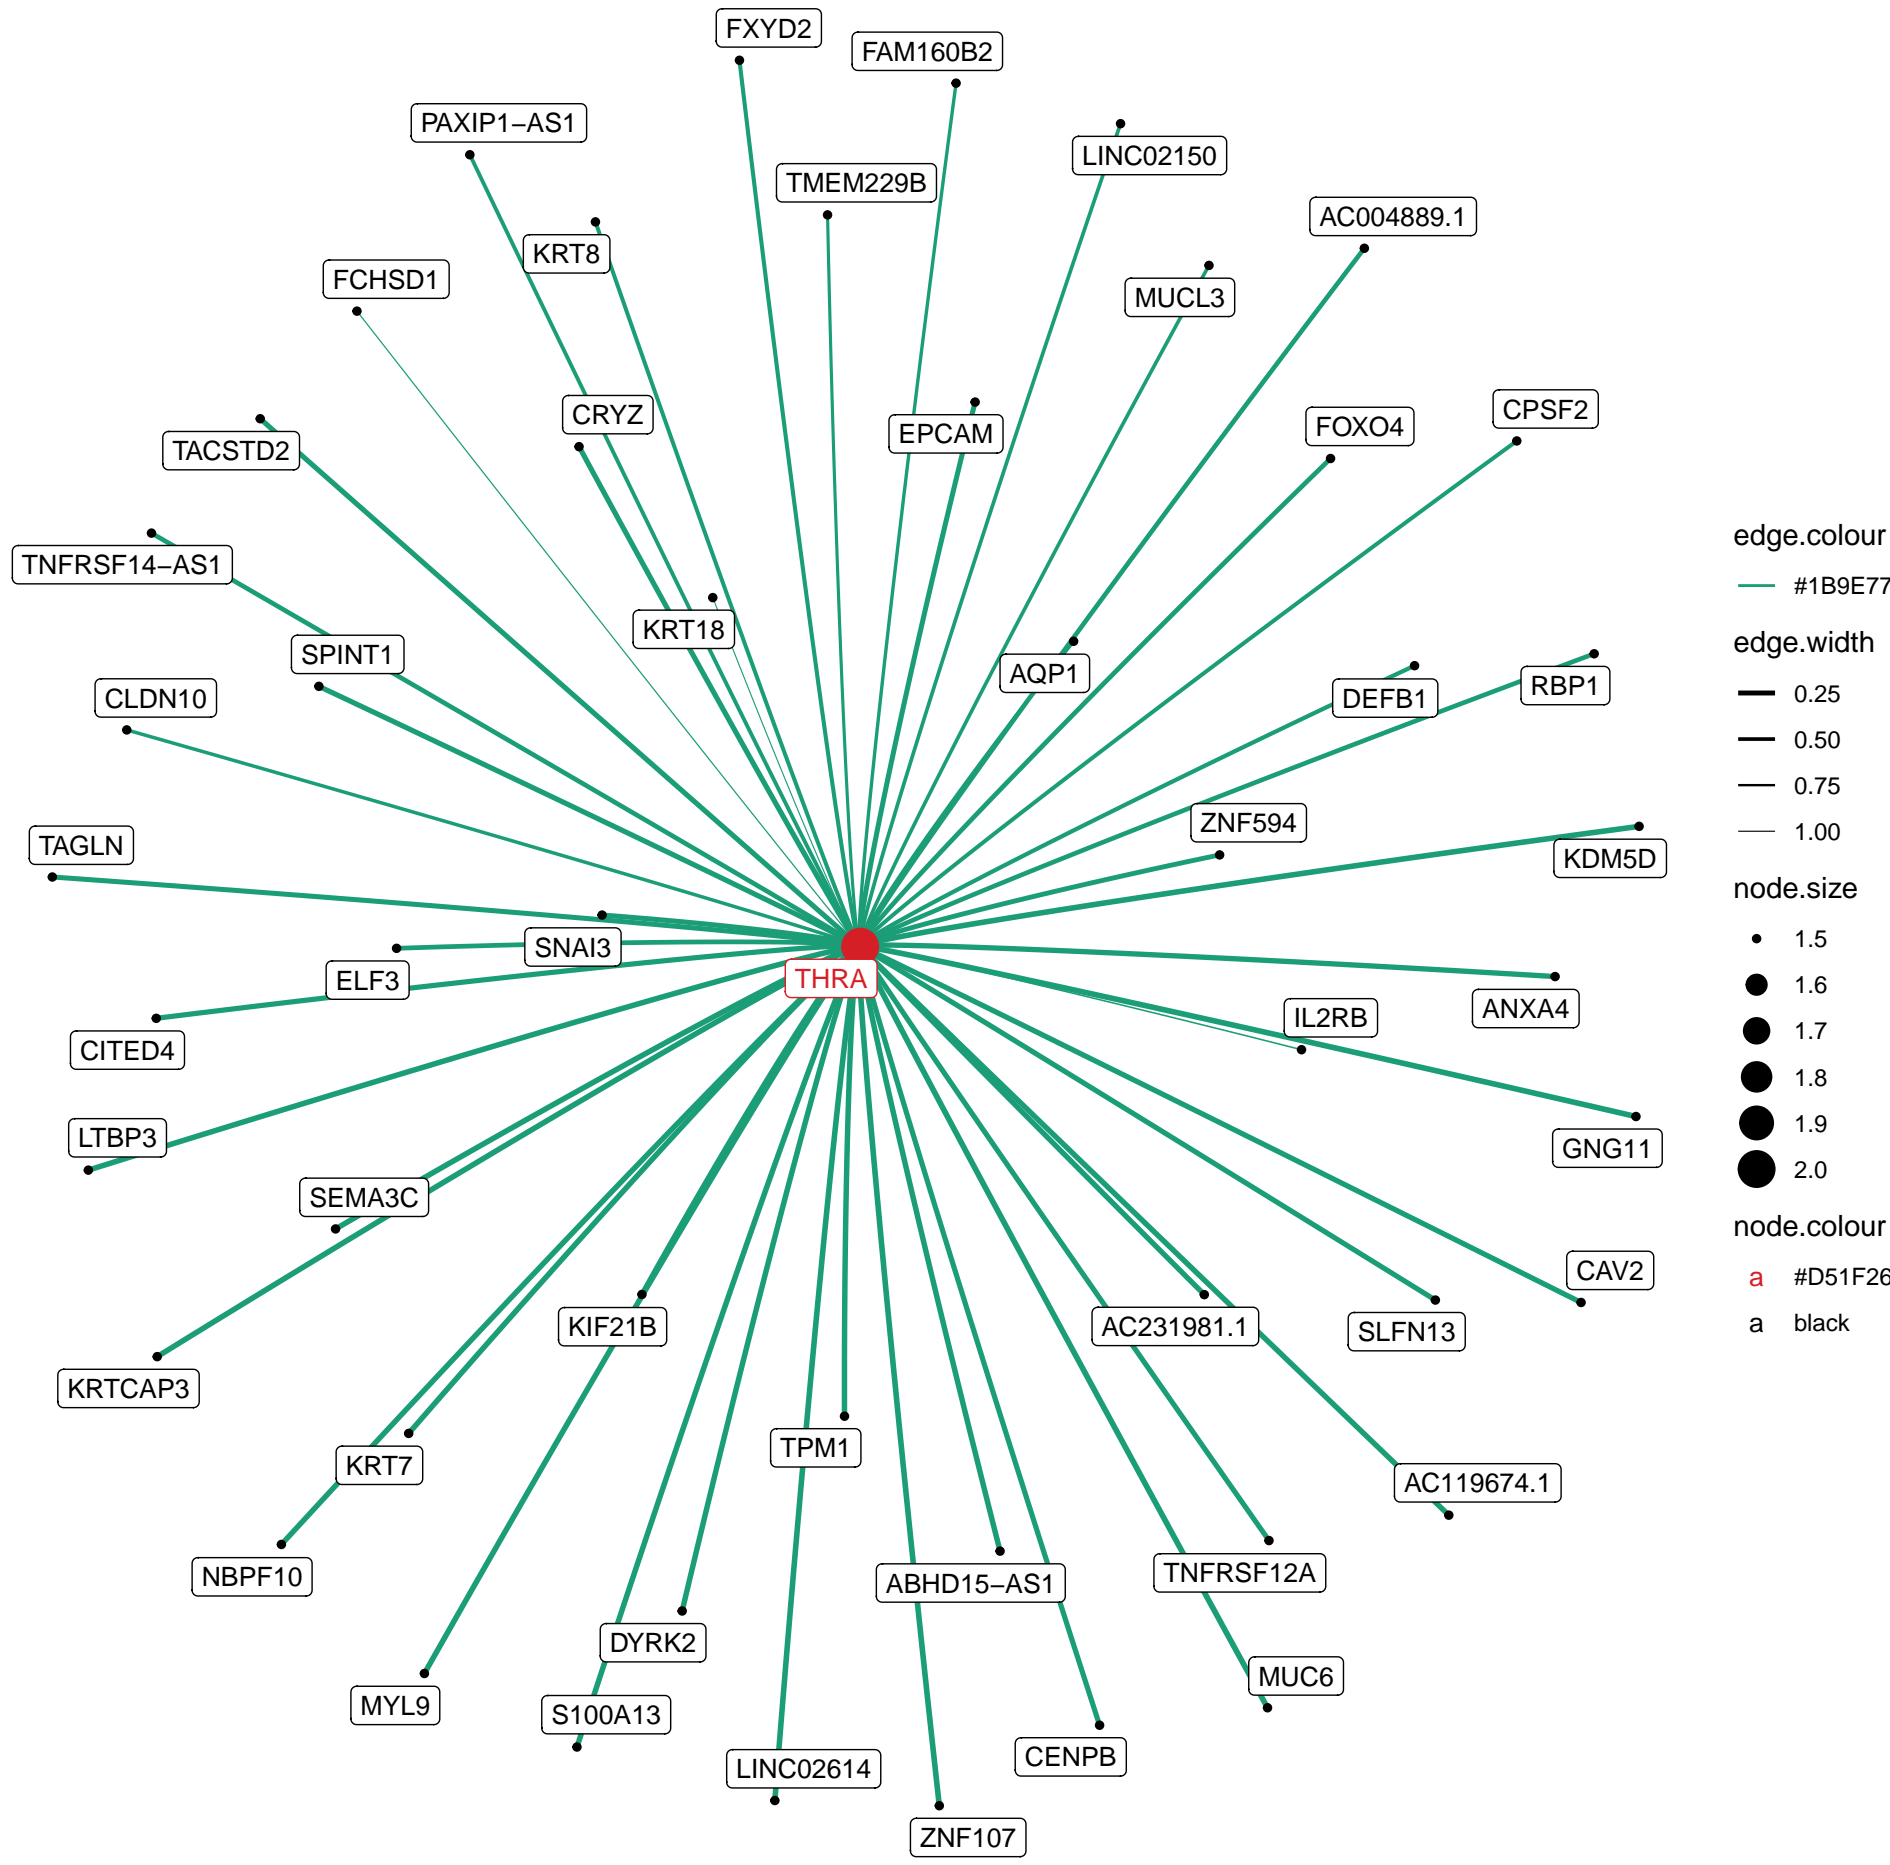 FXYD2
FAM160B2
PAXIP1−AS1
LINC02150
TMEM229B
AC004889.1
KRT8
FCHSD1
MUCL3
CRYZ
CPSF2
FOXO4
EPCAM
TACSTD2
TNFRSF14−AS1
KRT18
SPINT1
AQP1
RBP1
CLDN10
DEFB1
ZNF594
TAGLN
KDM5D
SNAI3
THRA
ELF3
ANXA4
IL2RB
CITED4
LTBP3
GNG11
SEMA3C
CAV2
KIF21B
AC231981.1
SLFN13
KRTCAP3
TPM1
KRT7
AC119674.1
NBPF10
ABHD15−AS1
TNFRSF12A
DYRK2
MUC6
MYL9
S100A13
CENPB
LINC02614
ZNF107
edge.colour
#1B9E77
edge.width
0.25
0.50
0.75
1.00
node.size
1.5
1.6
1.7
1.8
1.9
2.0
node.colour
a #D51F26
a black